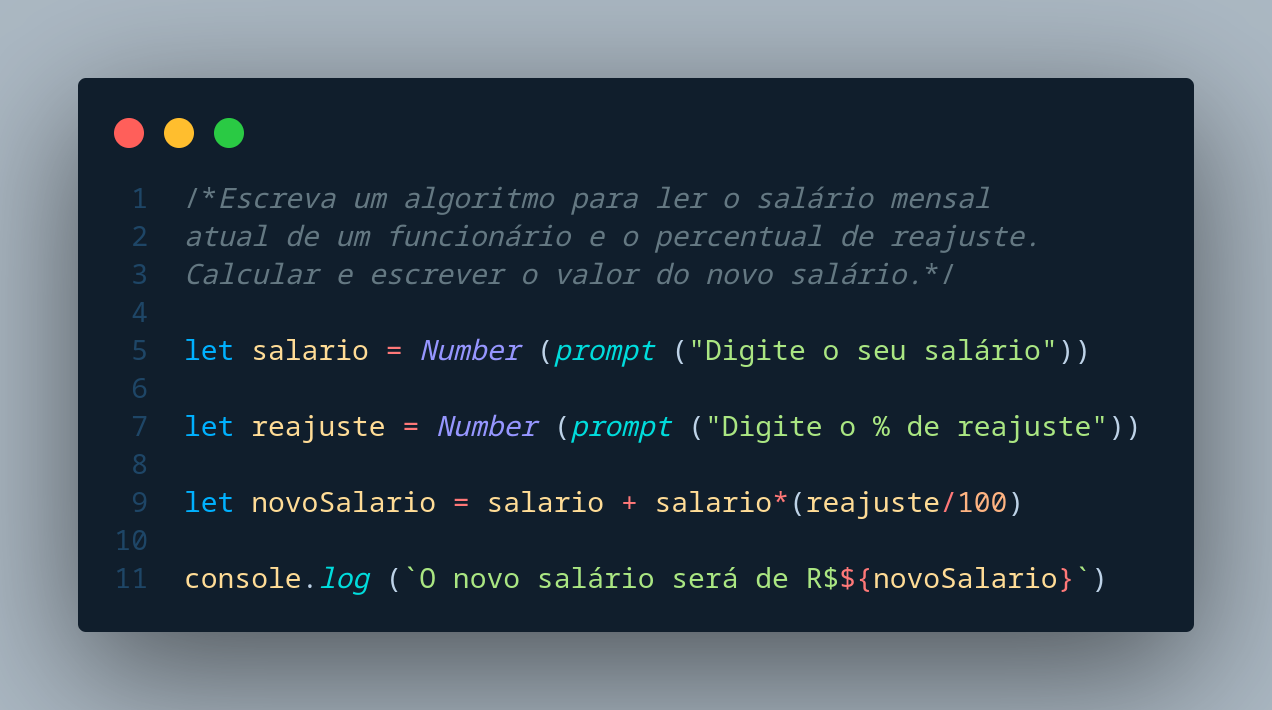 1 /*Escreva um algoritmo para ler o salário mensal
2 atual de um funcionário e o percentual de reajuste.
3 Calcular e escrever o valor do novo salário.*/
4
5 let salario = Number (prompt ("Digite o seu salário"))
6
7 let reajuste = Number (prompt ("Digite o % de reajuste"))
8
9 let novoSalario = salario + salario*(reajuste/100)
10
11 console.log (`O novo salário será de R$${novoSalario}`)